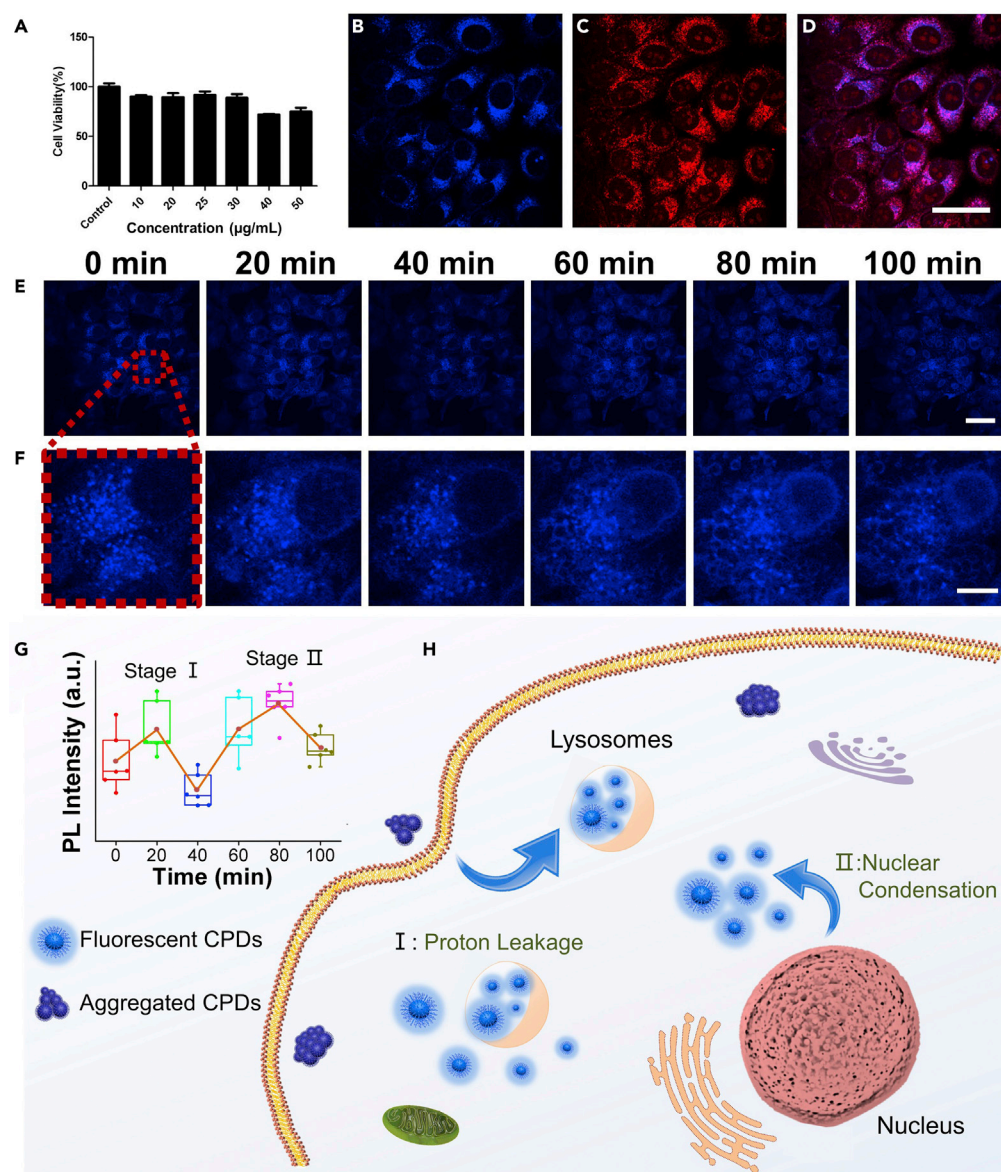 A
150
100
50
0
Cell Viability(%)
Control
10
20
25
30
40
50
Concentration (µg/mL)
B
C
D
0 min
20 min
40 min
60 min
80 min
100 min
E
F
G
Stage Ⅰ
Stage Ⅱ
PL Intensity (a.u.)
0
20
40
60
80
100
Time (min)
H
Lysosomes
Ⅱ:Nuclear
Condensation
Ⅰ: Proton Leakage
Fluorescent CPDs
Aggregated CPDs
Nucleus